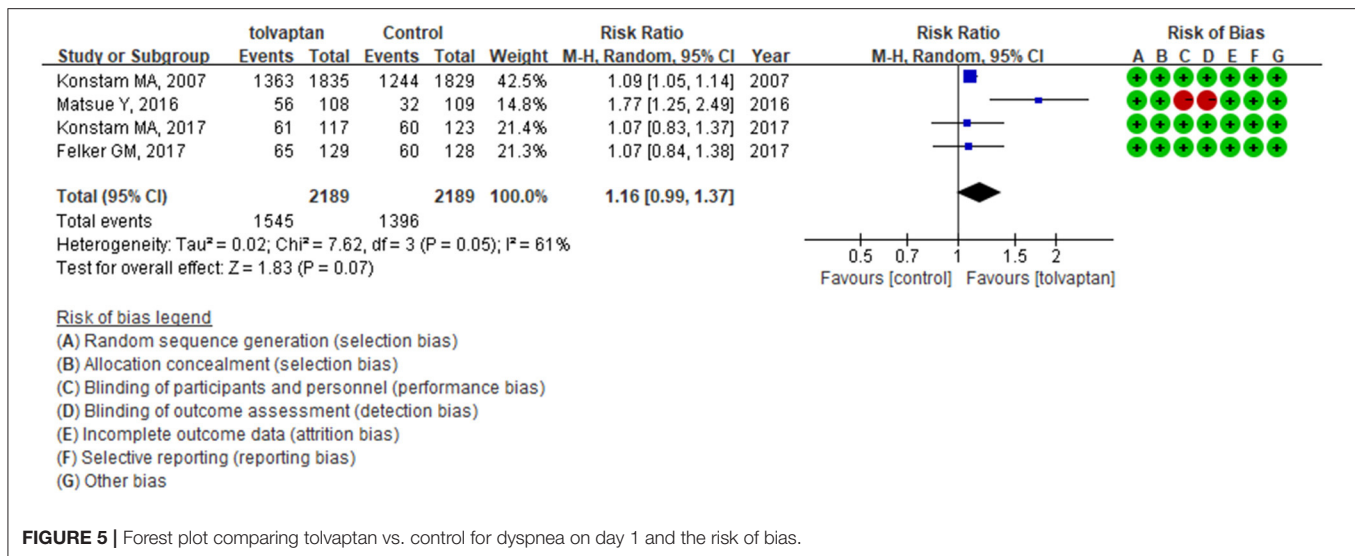 tolvaptan Control Risk Ratio Risk Ratio Risk of Bias
Study or Subgroup Events Total Events Total Weight M-H, Random, 95% CI Year M-H, Random, 95% CI A B C D E F G
Konstam MA, 2007 1363 1835 1244 1829 42.5% 1.09 [1.05, 1.14] 2007 + + + + + + +
Matsue Y, 2016 56 108 32 109 14.8% 1.77 [1.25, 2.49] 2016 + + - - + + +
Konstam MA, 2017 61 117 60 123 21.4% 1.07 [0.83, 1.37] 2017 + + + + + + +
Felker GM, 2017 65 129 60 128 21.3% 1.07 [0.84, 1.38] 2017 + + + + + + +
Total (95% CI) 2189 2189 100.0% 1.16 [0.99, 1.37]
Total events 1545 1396
Heterogeneity: Tau² = 0.02; Chi² = 7.62, df = 3 (P = 0.05); I² = 61%
Test for overall effect: Z = 1.83 (P = 0.07)
0.5 0.7 1 1.5 2
Favours [control] Favours [tolvaptan]
Risk of bias legend
(A) Random sequence generation (selection bias)
(B) Allocation concealment (selection bias)
(C) Blinding of participants and personnel (performance bias)
(D) Blinding of outcome assessment (detection bias)
(E) Incomplete outcome data (attrition bias)
(F) Selective reporting (reporting bias)
(G) Other bias
FIGURE 5 | Forest plot comparing tolvaptan vs. control for dyspnea on day 1 and the risk of bias.